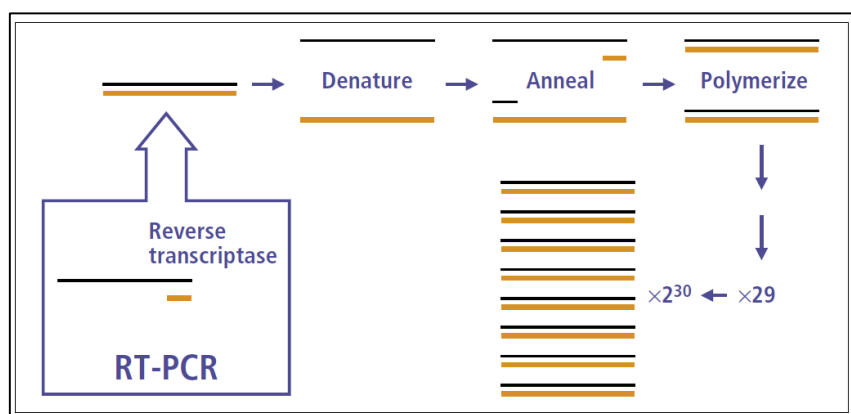 Denature
Anneal
Polymerize
Reverse
transcriptase
×2³⁰
×29
RT-PCR